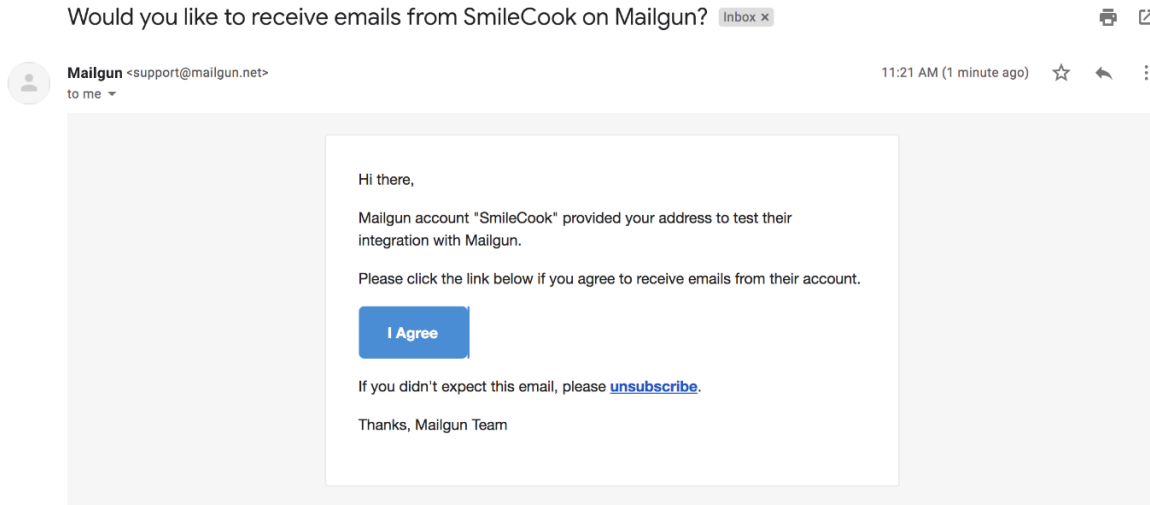 Would you like to receive emails from SmileCook on Mailgun? Inbox ×
Mailgun <support@mailgun.net> 11:21 AM (1 minute ago)
to me
Hi there,
Mailgun account "SmileCook" provided your address to test their
integration with Mailgun.
Please click the link below if you agree to receive emails from their account.
I Agree
If you didn't expect this email, please unsubscribe.
Thanks, Mailgun Team